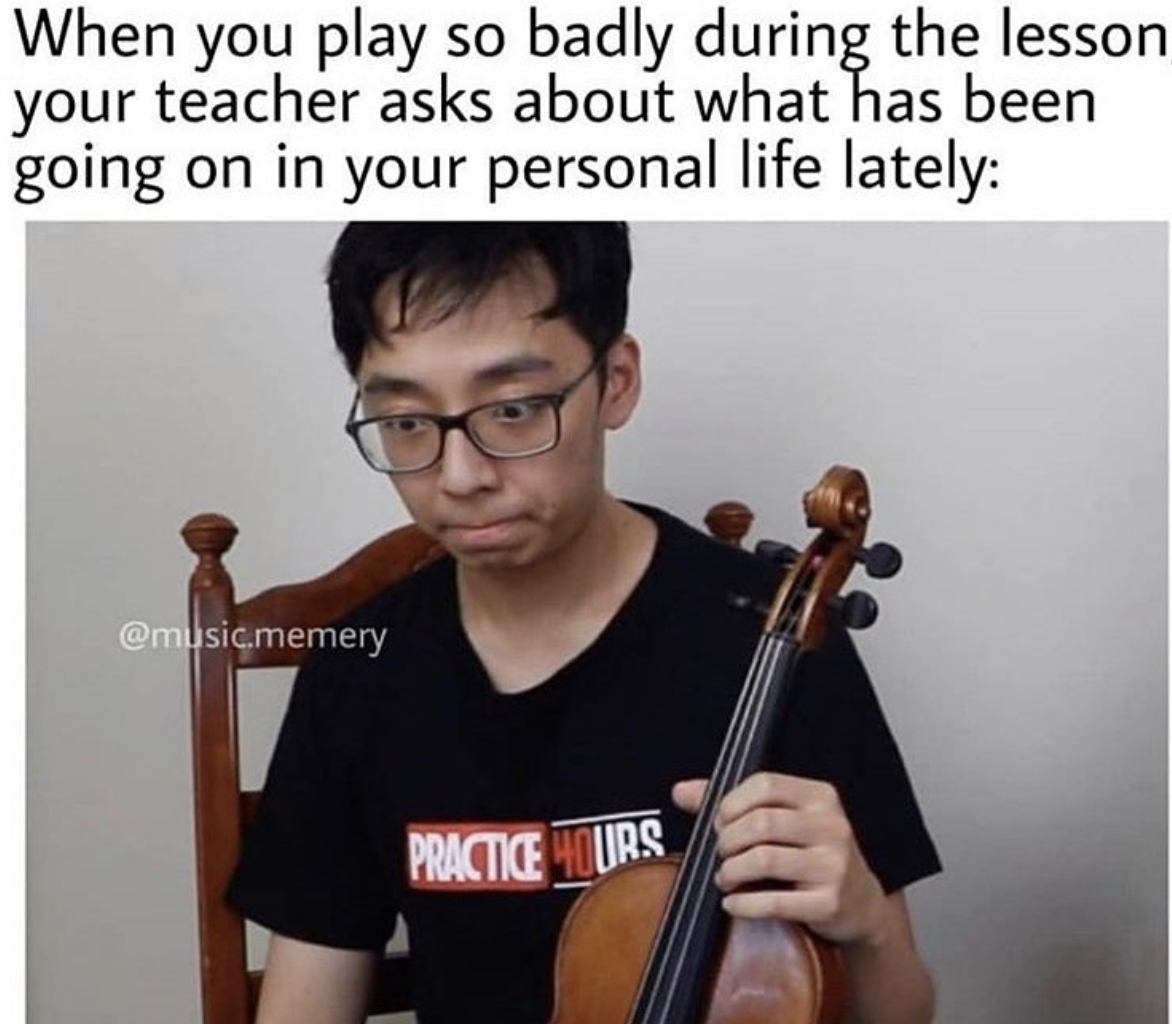 When you play so badly during the lesson,
your teacher asks about what has been
going on in your personal life lately:
@music.memery
PRACTICE 40URS